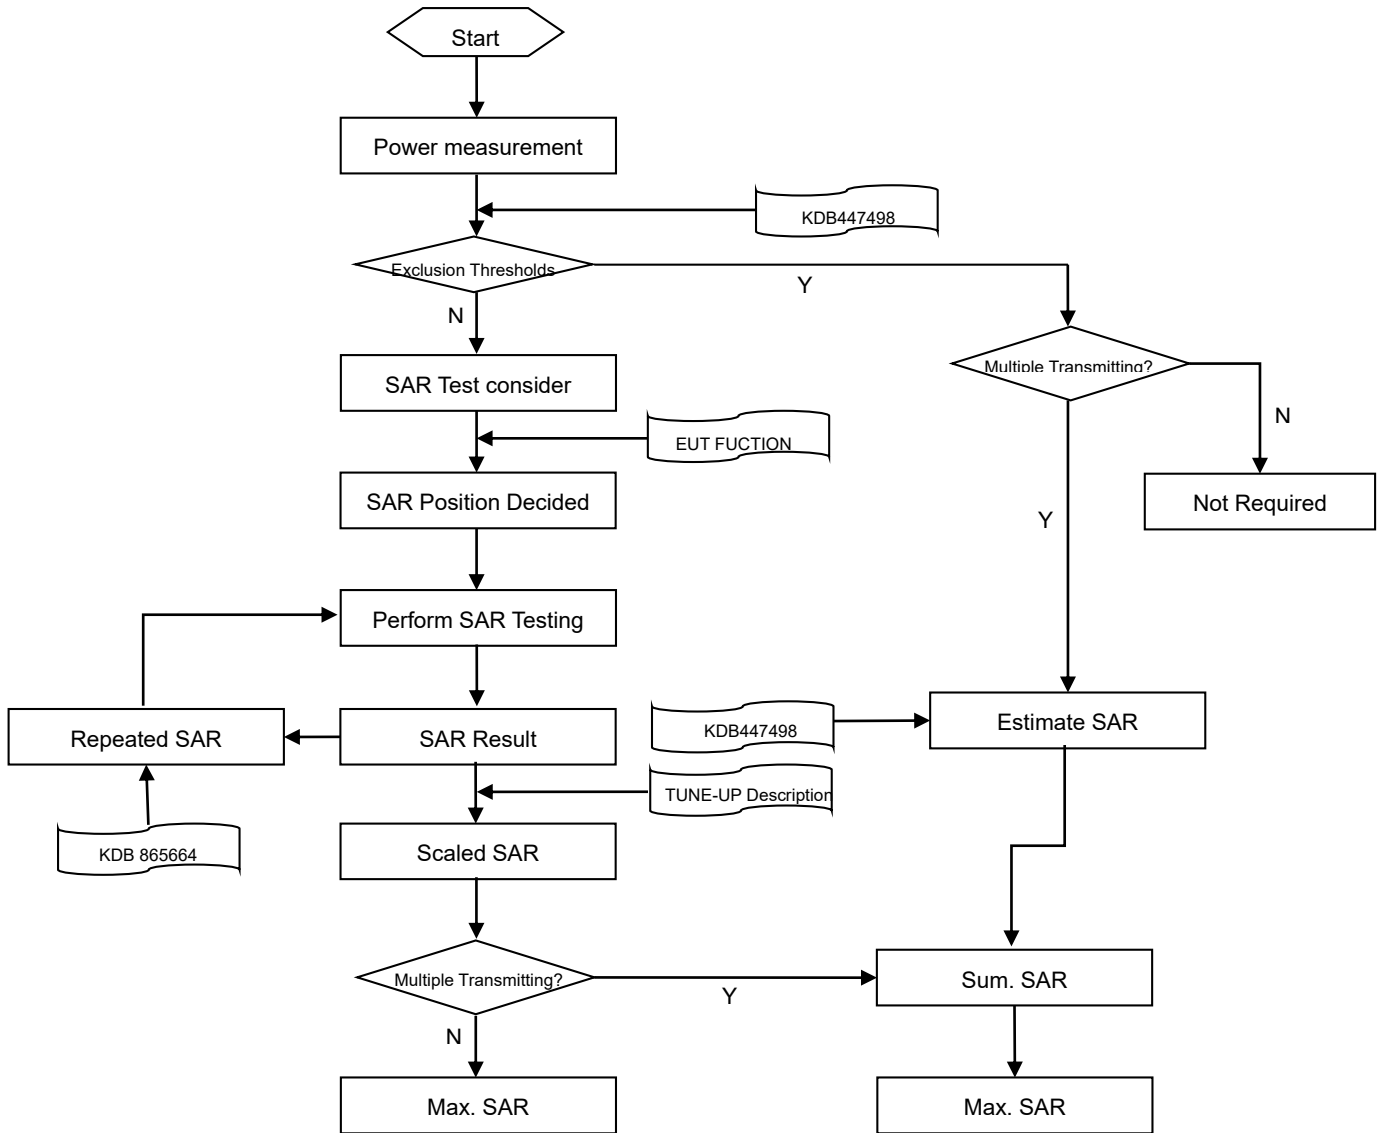 Start
Power measurement
KDB447498
Exclusion Thresholds
Y
N
Multiple Transmitting?
SAR Test consider
N
EUT FUCTION
SAR Position Decided
Not Required
Y
Perform SAR Testing
Repeated SAR
SAR Result
KDB447498
Estimate SAR
TUNE-UP Description
KDB 865664
Scaled SAR
Multiple Transmitting?
Y
Sum. SAR
N
Max. SAR
Max. SAR